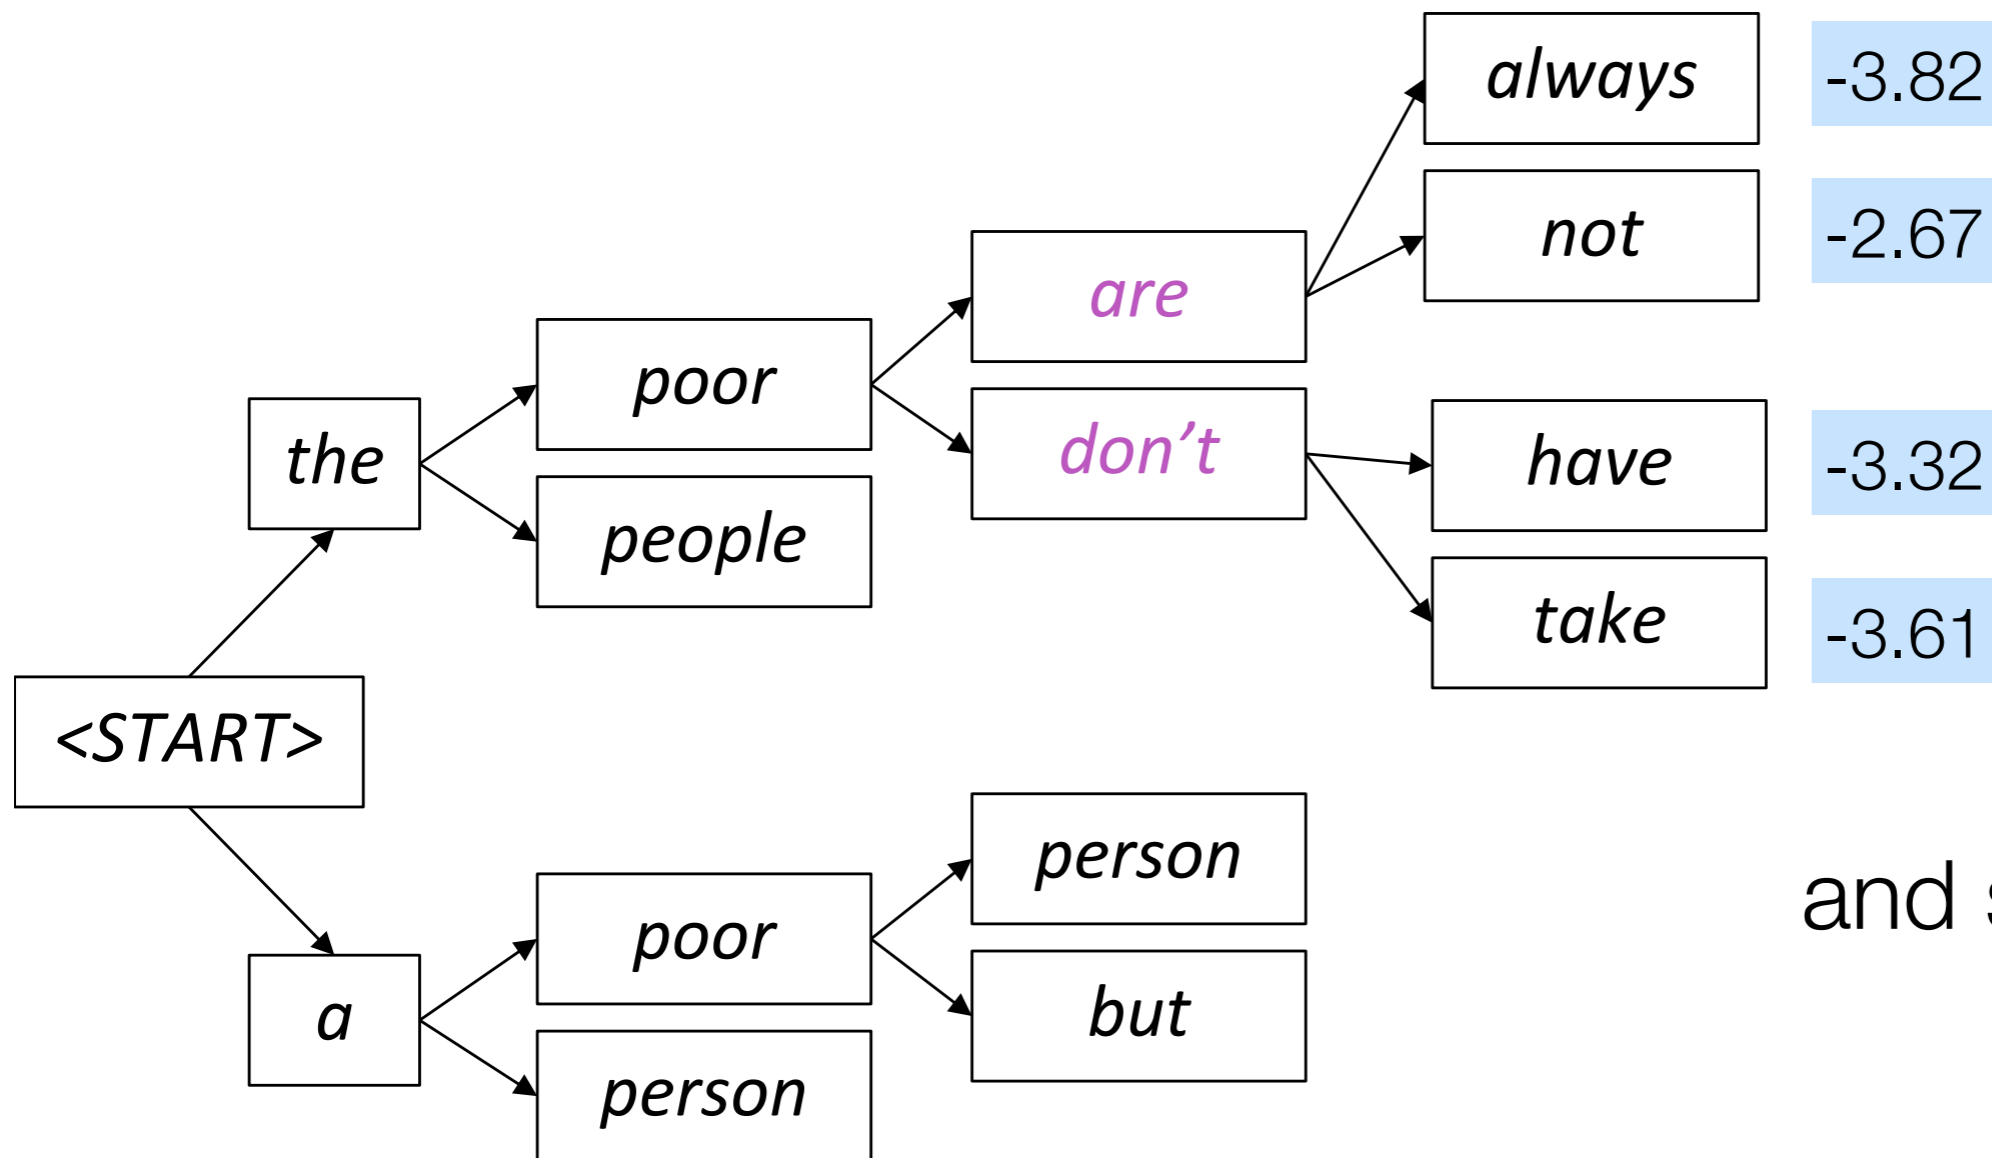 always
-3.82
not
-2.67
are
poor
don't
have
-3.32
the
people
take
-3.61
<START>
person
and s
poor
but
a
person